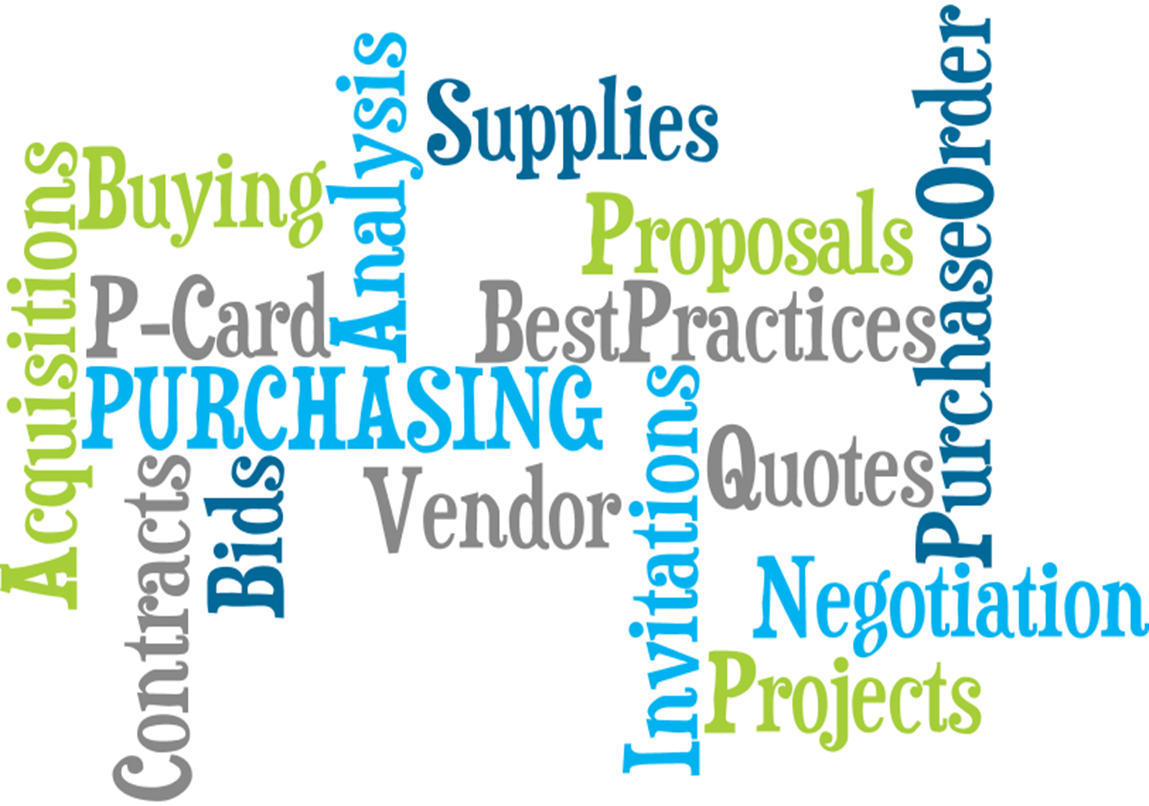 Supplies
Analysis
PurchaseOrder
Acquisitions
Buying
Proposals
P-Card
BestPractices
PURCHASING
Invitations
Quotes
Contracts
Bids
Vendor
Negotiation
Projects